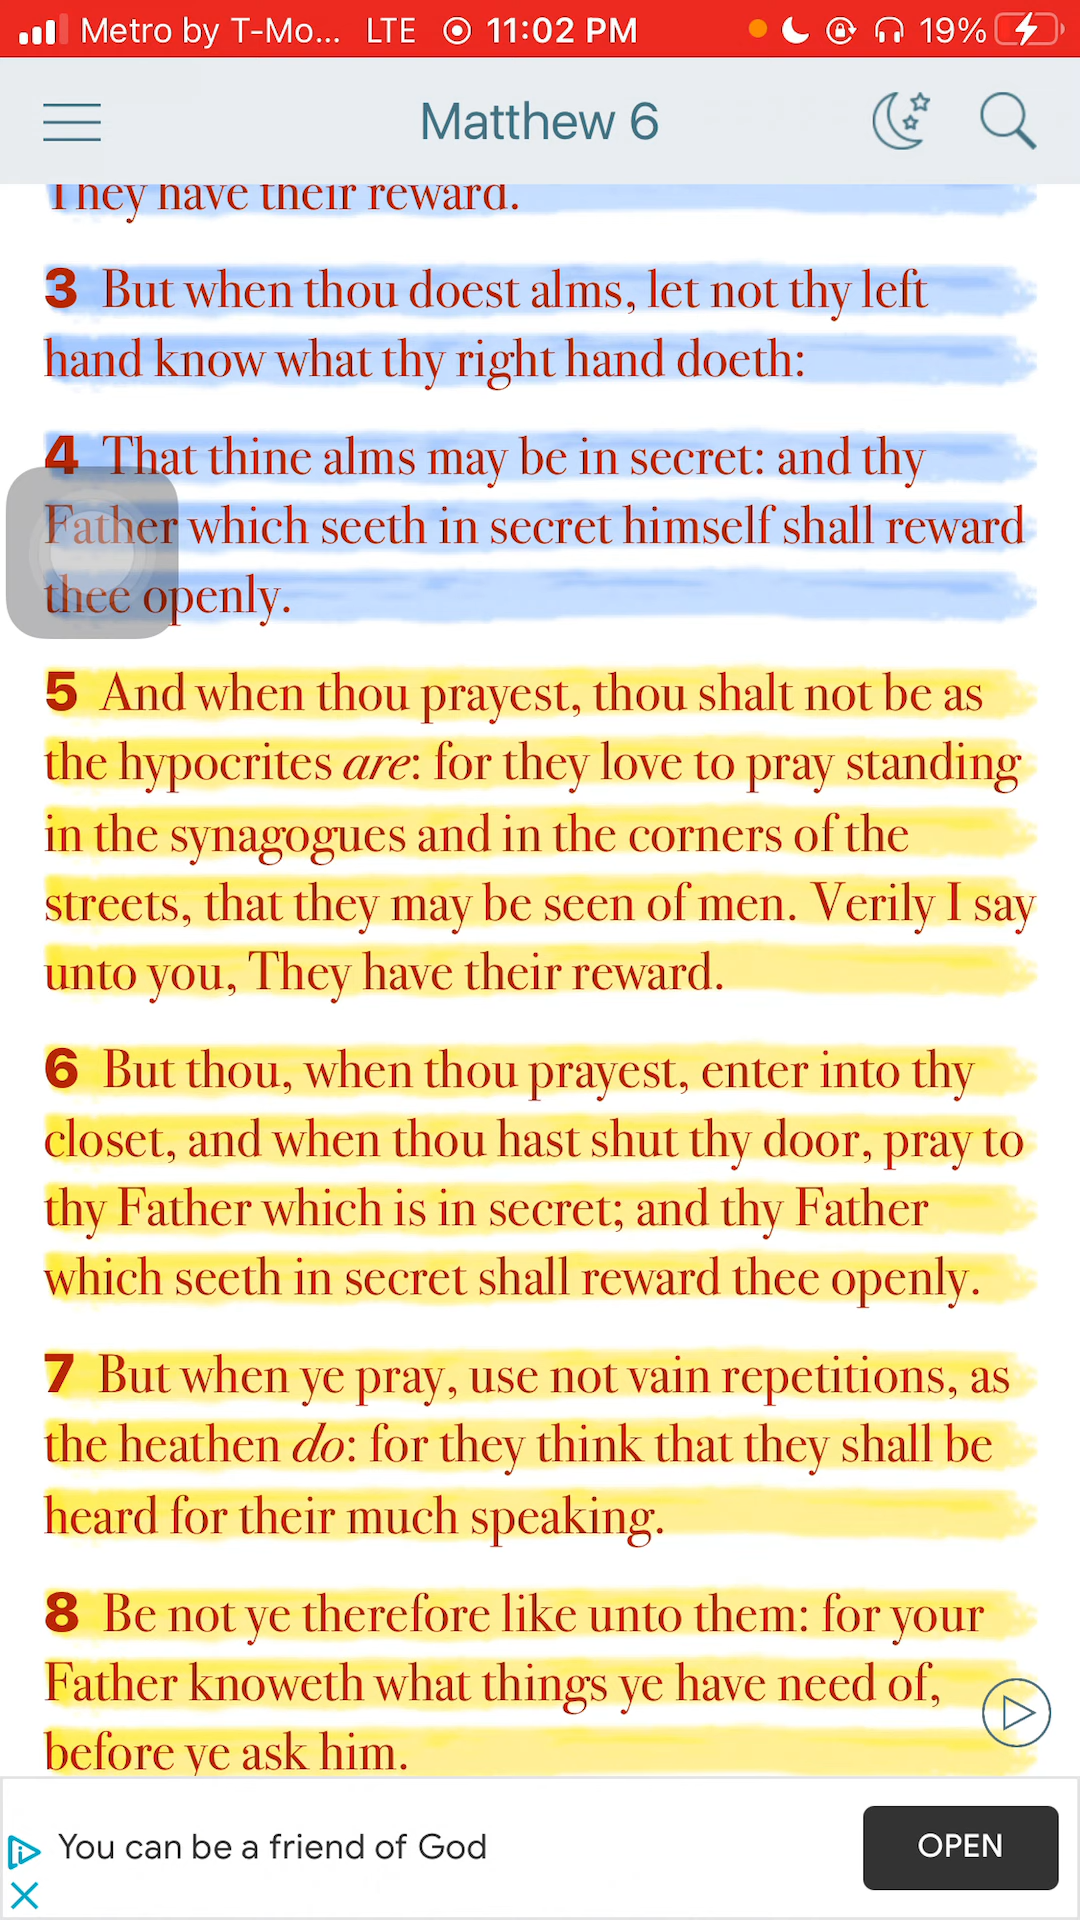 Metro by T-Mo... LTE 11:02 PM 19%
Matthew 6
They have their reward.
3 But when thou doest alms, let not thy left
hand know what thy right hand doeth:
4 That thine alms may be in secret: and thy
Father which seeth in secret himself shall reward
thee openly.
5 And when thou prayest, thou shalt not be as
the hypocrites are: for they love to pray standing
in the synagogues and in the corners of the
streets, that they may be seen of men. Verily I say
unto you, They have their reward.
6 But thou, when thou prayest, enter into thy
closet, and when thou hast shut thy door, pray to
thy Father which is in secret; and thy Father
which seeth in secret shall reward thee openly.
7 But when ye pray, use not vain repetitions, as
the heathen do: for they think that they shall be
heard for their much speaking.
8 Be not ye therefore like unto them: for your
Father knoweth what things ye have need of,
before ye ask him.
You can be a friend of God
OPEN